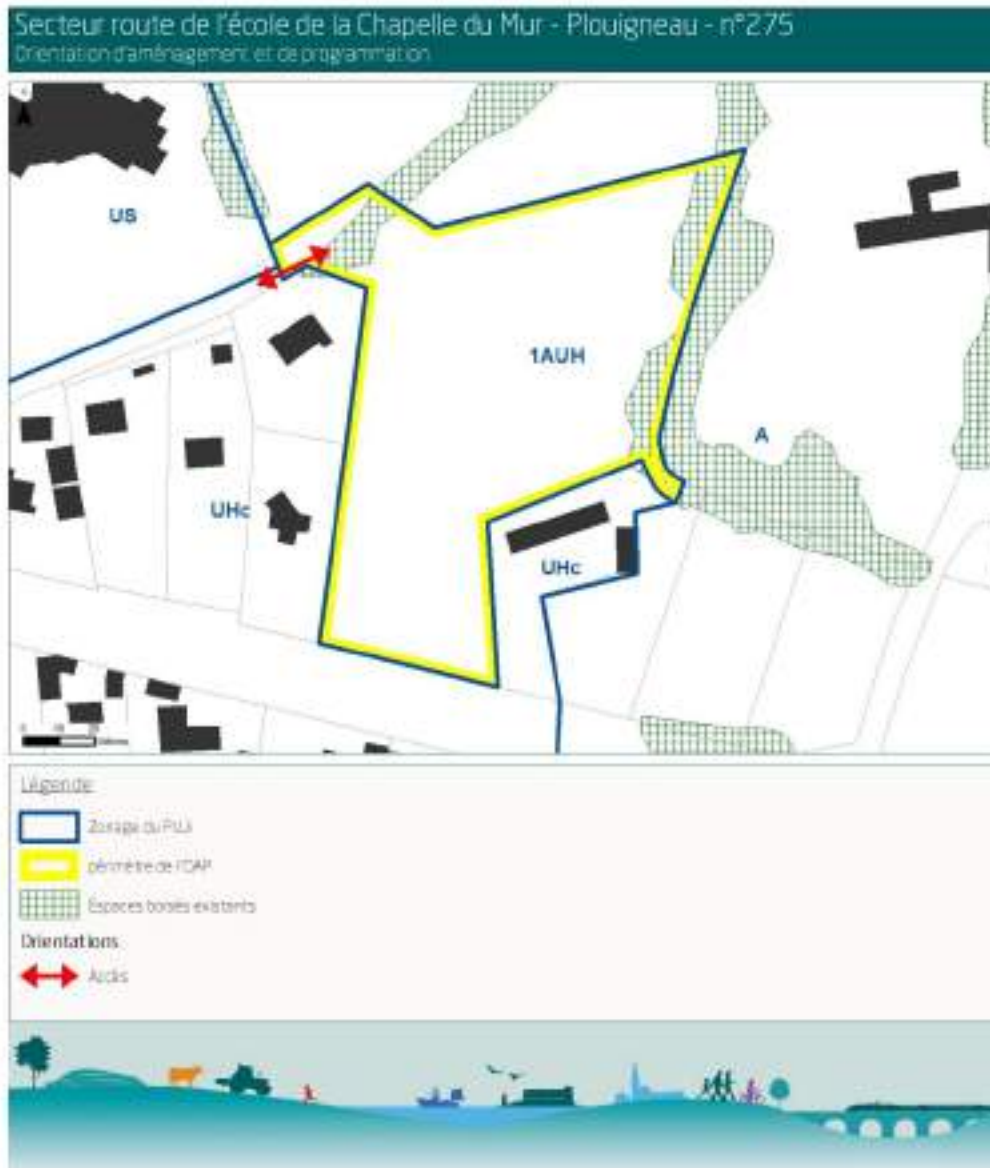 Secteur route de l'école de la Chapelle du Mur - Plouigneau - n°275
Orientation d'aménagement et de programmation
US
1AUH
A
UHc
UHc
Légende
Zonage du PLUi
périmètre de l'OAP
Espaces boisés existants
Orientations
Accès